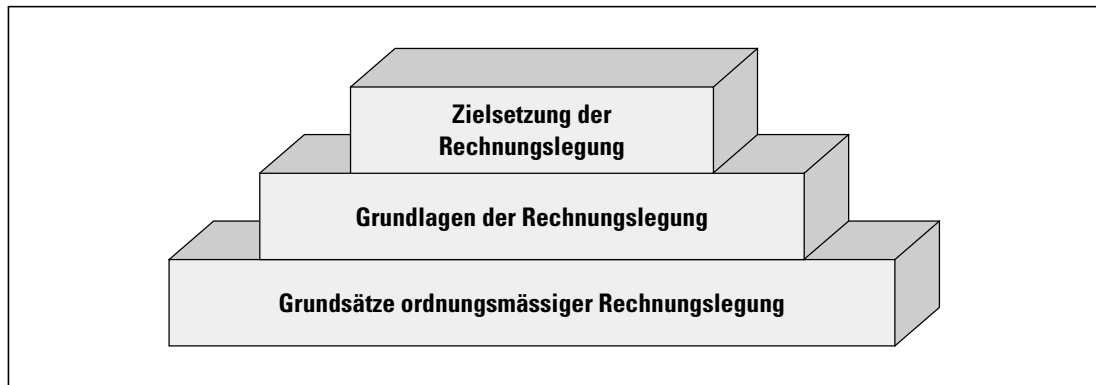 Zielsetzung der
Rechnungslegung
Grundlagen der Rechnungslegung
Grundsätze ordnungsmässiger Rechnungslegung